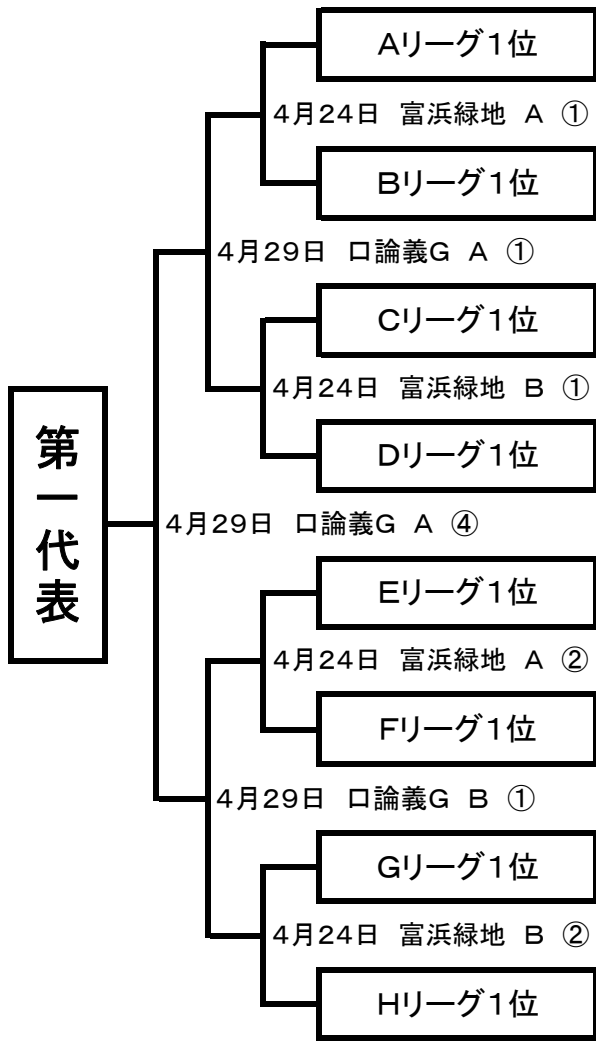 Aリーグ１位
４月２４日　富浜緑地　A　①
Bリーグ１位
４月２９日　口論義G　A　①
Cリーグ１位
４月２４日　富浜緑地　B　①
Dリーグ１位
第一代表
４月２９日　口論義G　A　④
Eリーグ１位
４月２４日　富浜緑地　A　②
Fリーグ１位
４月２９日　口論義G　B　①
Gリーグ１位
４月２４日　富浜緑地　B　②
Hリーグ１位